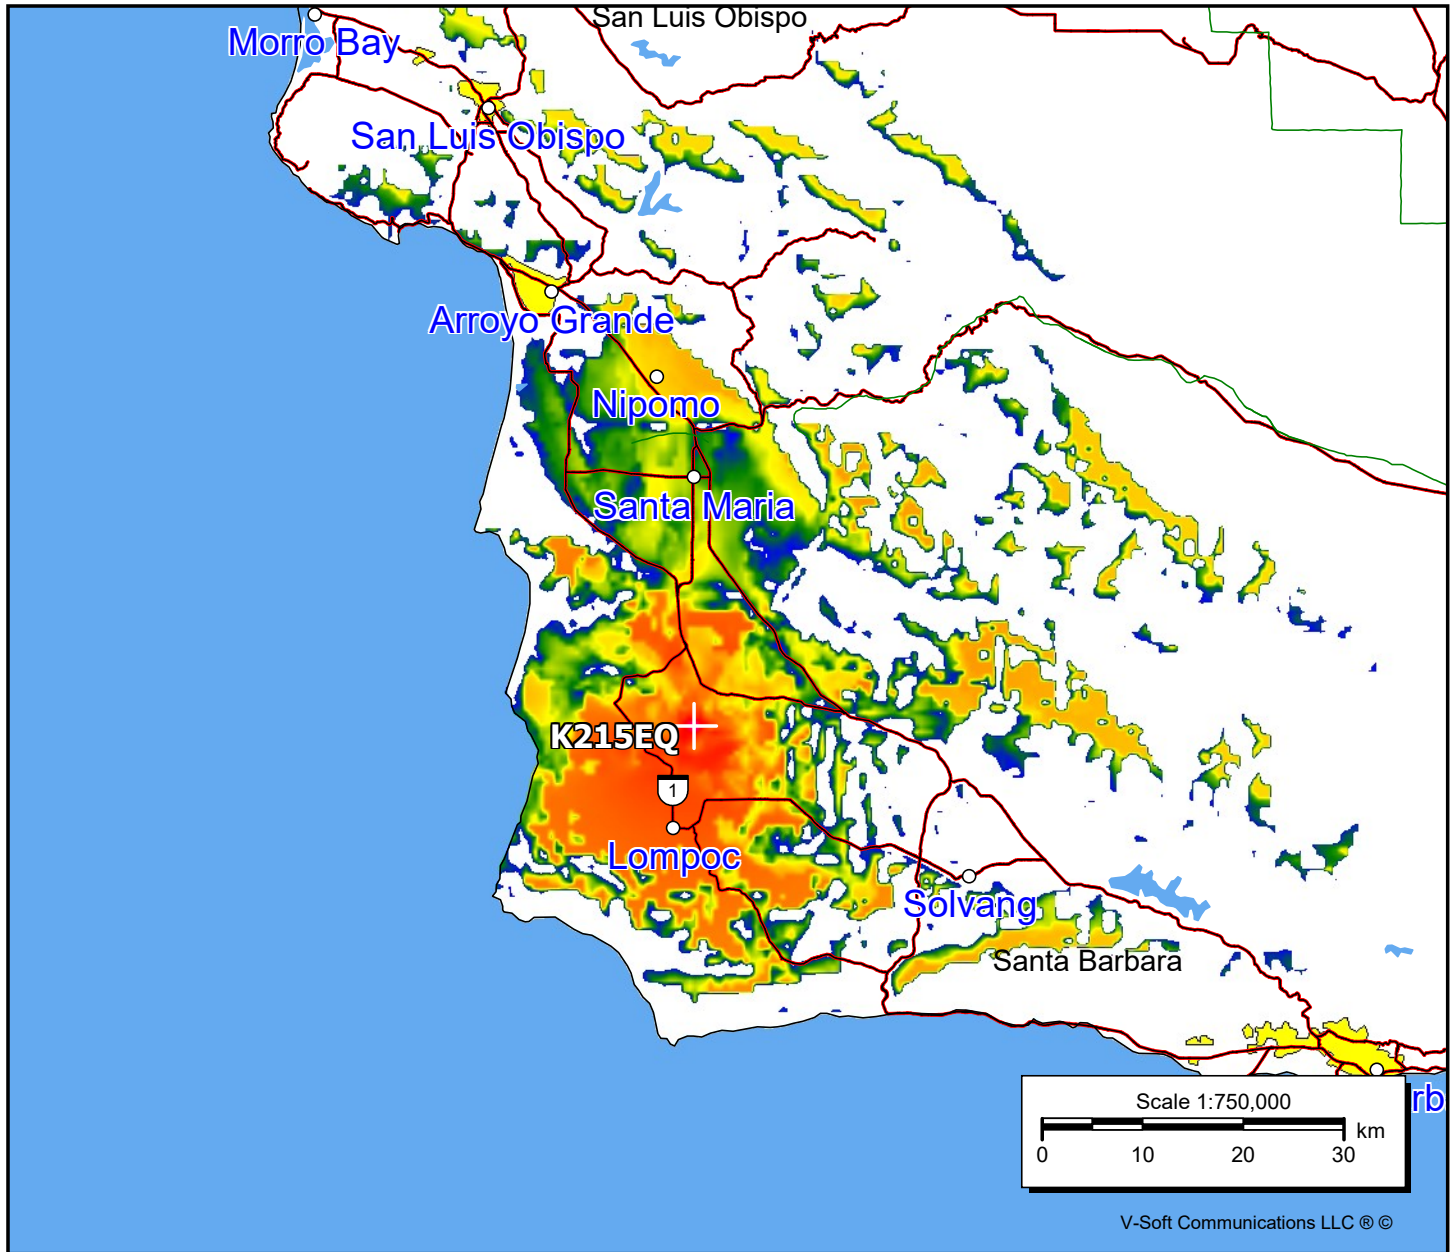 San Luis Obispo
Morro Bay
San Luis Obispo
Arroyo Grande
Nipomo
Santa Maria
K215EQ
1
Lompoc
Solvang
Santa Barbara
rb
Scale 1:750,000
km
0 10 20 30
V-Soft Communications LLC ® ©